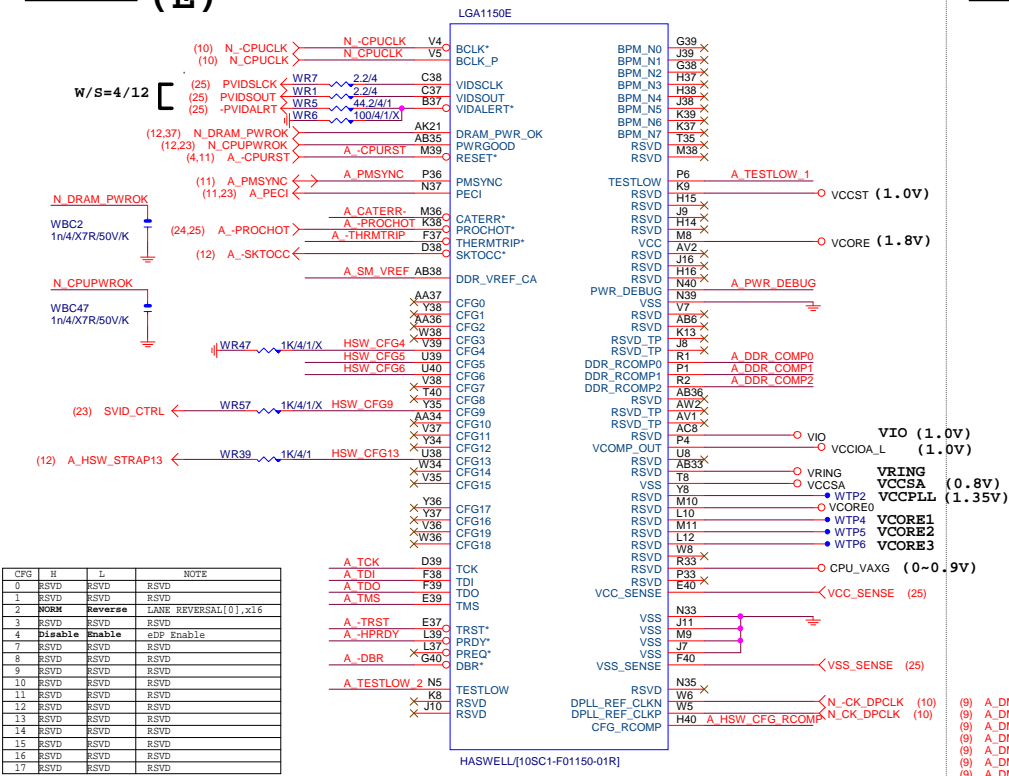 (E)
LGA1150E
(10) N_-CPUCLK N_-CPUCLK V4 BCLK*
(10) N_CPUCLK N_CPUCLK V5 BCLK_P
W/S=4/12
(25) PVIDSLCK WR7 2.2/4 C38 VIDSCLK
(25) PVIDSOUT WR1 2.2/4 C37 VIDSOUT
(25) -PVIDALRT WR5 44.2/4/1 B37 VIDALERT*
WR6 100/4/1/X
(12,37) N_DRAM_PWROK AK21 DRAM_PWR_OK
(12,23) N_CPUPWROK AB35 PWRGOOD
(4,11) A_-CPURST A_-CPURST M39 RESET*
(11) A_PMSYNC A_PMSYNC P36 PMSYNC
(11,23) A_PECI N37 PECI
A_CATERR- M36 CATERR*
(24,25) A_-PROCHOT A_-PROCHOT K38 PROCHOT*
A_-THRMTRIP F37 THERMTRIP*
(12) A_-SKTOCC D38 SKTOCC*
A_SM_VREF AB38 DDR_VREF_CA
N_DRAM_PWROK
WBC2
1n/4/X7R/50V/K
N_CPUPWROK
WBC47
1n/4/X7R/50V/K
AA37 CFG0
Y38 CFG1
AA36 CFG2
W38 CFG3
WR47 1K/4/1/X HSW_CFG4 V39 CFG4
HSW_CFG5 U39 CFG5
HSW_CFG6 U40 CFG6
V38 CFG7
T40 CFG8
(23) SVID_CTRL WR57 1K/4/1/X HSW_CFG9 Y35 CFG9
AA34 CFG10
V37 CFG11
Y34 CFG12
(12) A_HSW_STRAP13 WR39 1K/4/1 HSW_CFG13 U38 CFG13
W34 CFG14
V35 CFG15
Y36 CFG17
Y37 CFG16
V36 CFG19
W36 CFG18
A_TCK D39 TCK
A_TDI F38 TDI
A_TDO F39 TDO
A_TMS E39 TMS
A_-TRST E37 TRST*
A_-HPRDY L39 PRDY*
L37 PREQ*
A_-DBR G40 DBR*
A_TESTLOW_2 N5 TESTLOW
K8 RSVD
J10 RSVD
BPM_N0 G39
BPM_N1 J39
BPM_N2 G38
BPM_N3 H37
BPM_N4 H38
BPM_N5 J38
BPM_N6 K39
BPM_N7 K37
RSVD T35
RSVD M38
TESTLOW P6 A_TESTLOW_1
RSVD K9 VCCST (1.0V)
RSVD H15
RSVD J9
RSVD H14
VCC M8 VCORE (1.8V)
RSVD AV2
RSVD J16
RSVD H16
PWR_DEBUG N40 A_PWR_DEBUG
VSS N39
RSVD V7
RSVD AB6
RSVD_TP K13
RSVD_TP J8
DDR_RCOMP0 R1 A_DDR_COMP0
DDR_RCOMP1 P1 A_DDR_COMP1
DDR_RCOMP2 R2 A_DDR_COMP2
RSVD AB36
RSVD_TP AW2
RSVD_TP AV1
RSVD AC8 VIO VIO (1.0V)
VCOMP_OUT P4 VCCIOA_L (1.0V)
RSVD U8
RSVD AB33 VRING VRING
VSS T8 VCCSA VCCSA (0.8V)
RSVD Y8 WTP2 VCCPLL (1.35V)
RSVD M10 VCORE0
RSVD L10 WTP4 VCORE1
RSVD M11 WTP5 VCORE2
RSVD L12 WTP6 VCORE3
RSVD W8
RSVD R33 CPU_VAXG (0~0.9V)
RSVD P33
VCC_SENSE E40 VCC_SENSE (25)
VSS N33
VSS J11
VSS M9
VSS J7
VSS_SENSE F40 VSS_SENSE (25)
RSVD N35
DPLL_REF_CLKN W6 N_-CK_DPCLK (10)
DPLL_REF_CLKP W5 N_CK_DPCLK (10)
CFG_RCOMP H40 A_HSW_CFG_RCOMP
HASWELL/[10SC1-F01150-01R]
CFG H L NOTE
0 RSVD RSVD RSVD
1 RSVD RSVD RSVD
2 NORM Reverse LANE REVERSAL[0],x16
3 RSVD RSVD RSVD
4 Disable Enable eDP Enable
7 RSVD RSVD RSVD
8 RSVD RSVD RSVD
9 RSVD RSVD RSVD
10 RSVD RSVD RSVD
11 RSVD RSVD RSVD
12 RSVD RSVD RSVD
13 RSVD RSVD RSVD
14 RSVD RSVD RSVD
15 RSVD RSVD RSVD
16 RSVD RSVD RSVD
17 RSVD RSVD RSVD
(9) A_DM
(9) A_DM
(9) A_DM
(9) A_DM
(9) A_DM
(9) A_DM
(9) A_DM